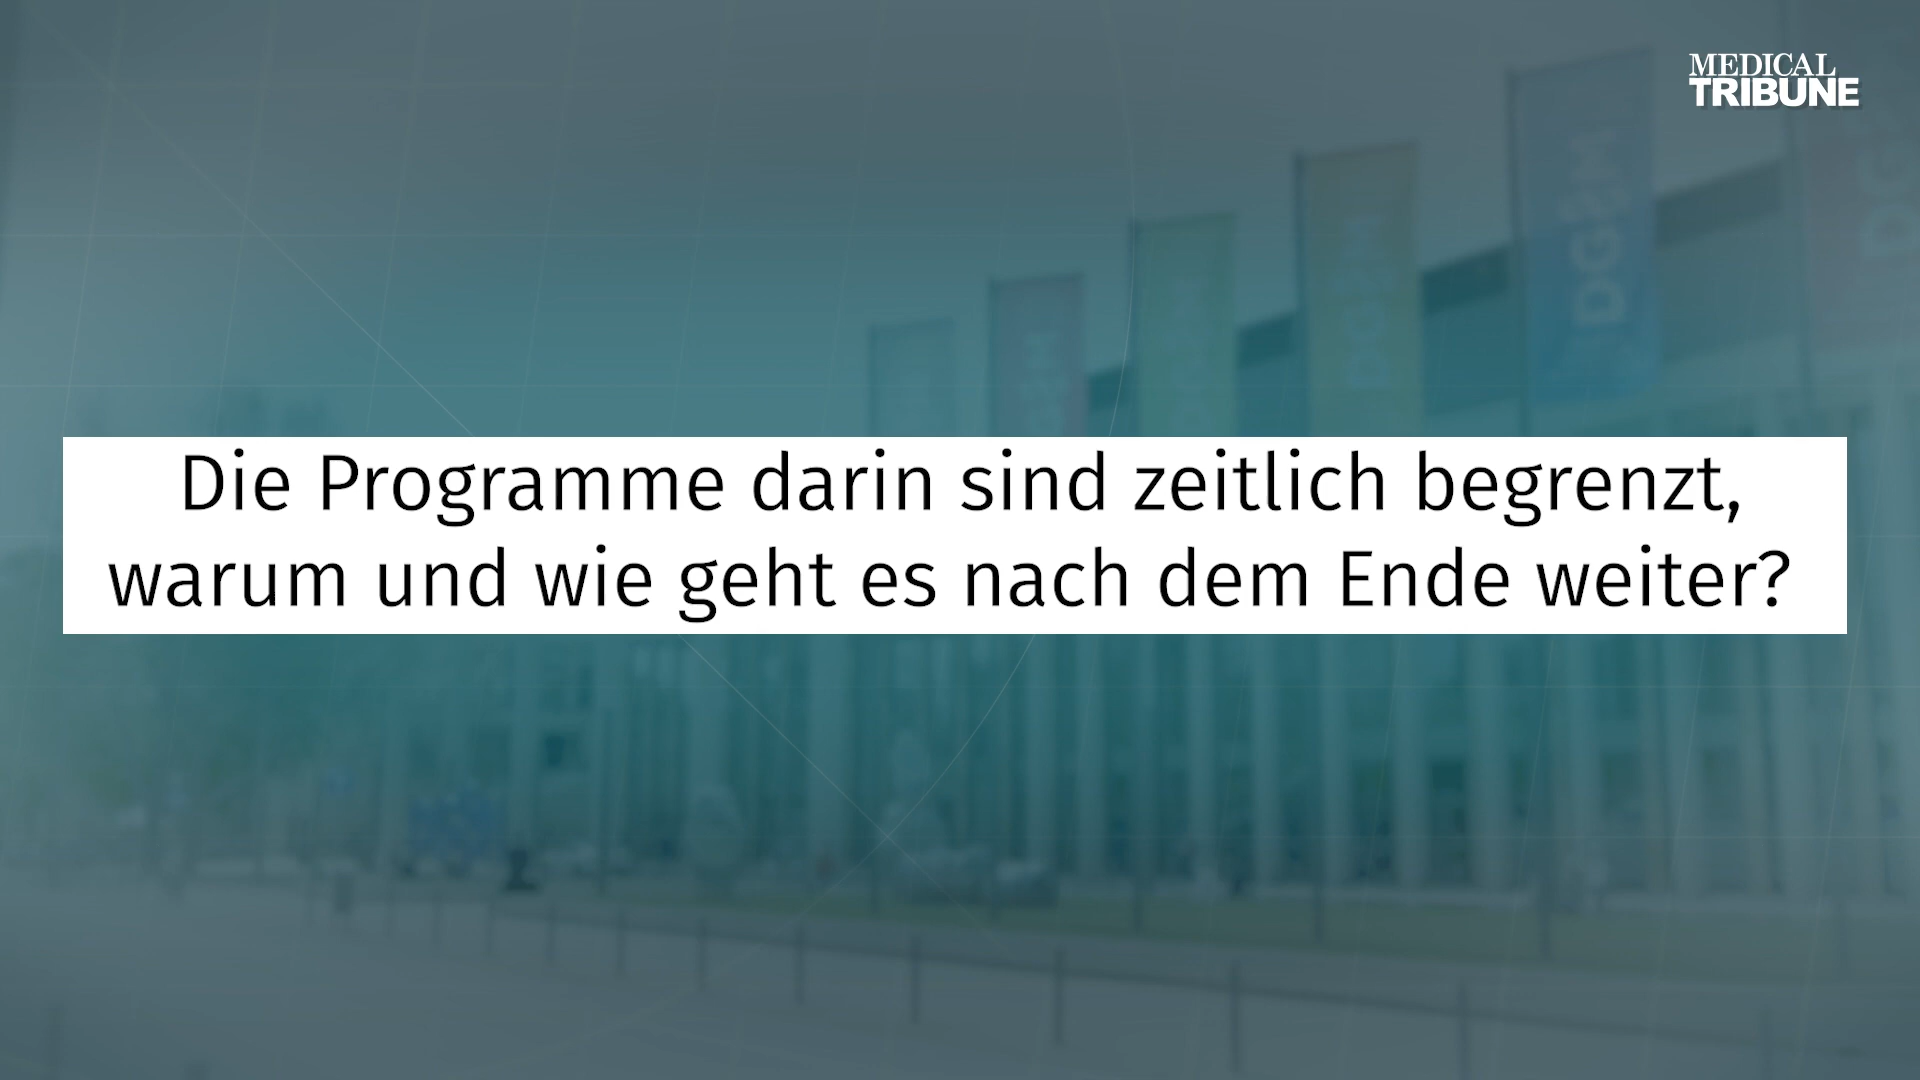 MEDICAL
TRIBUNE
Die Programme darin sind zeitlich begrenzt,
warum und wie geht es nach dem Ende weiter?